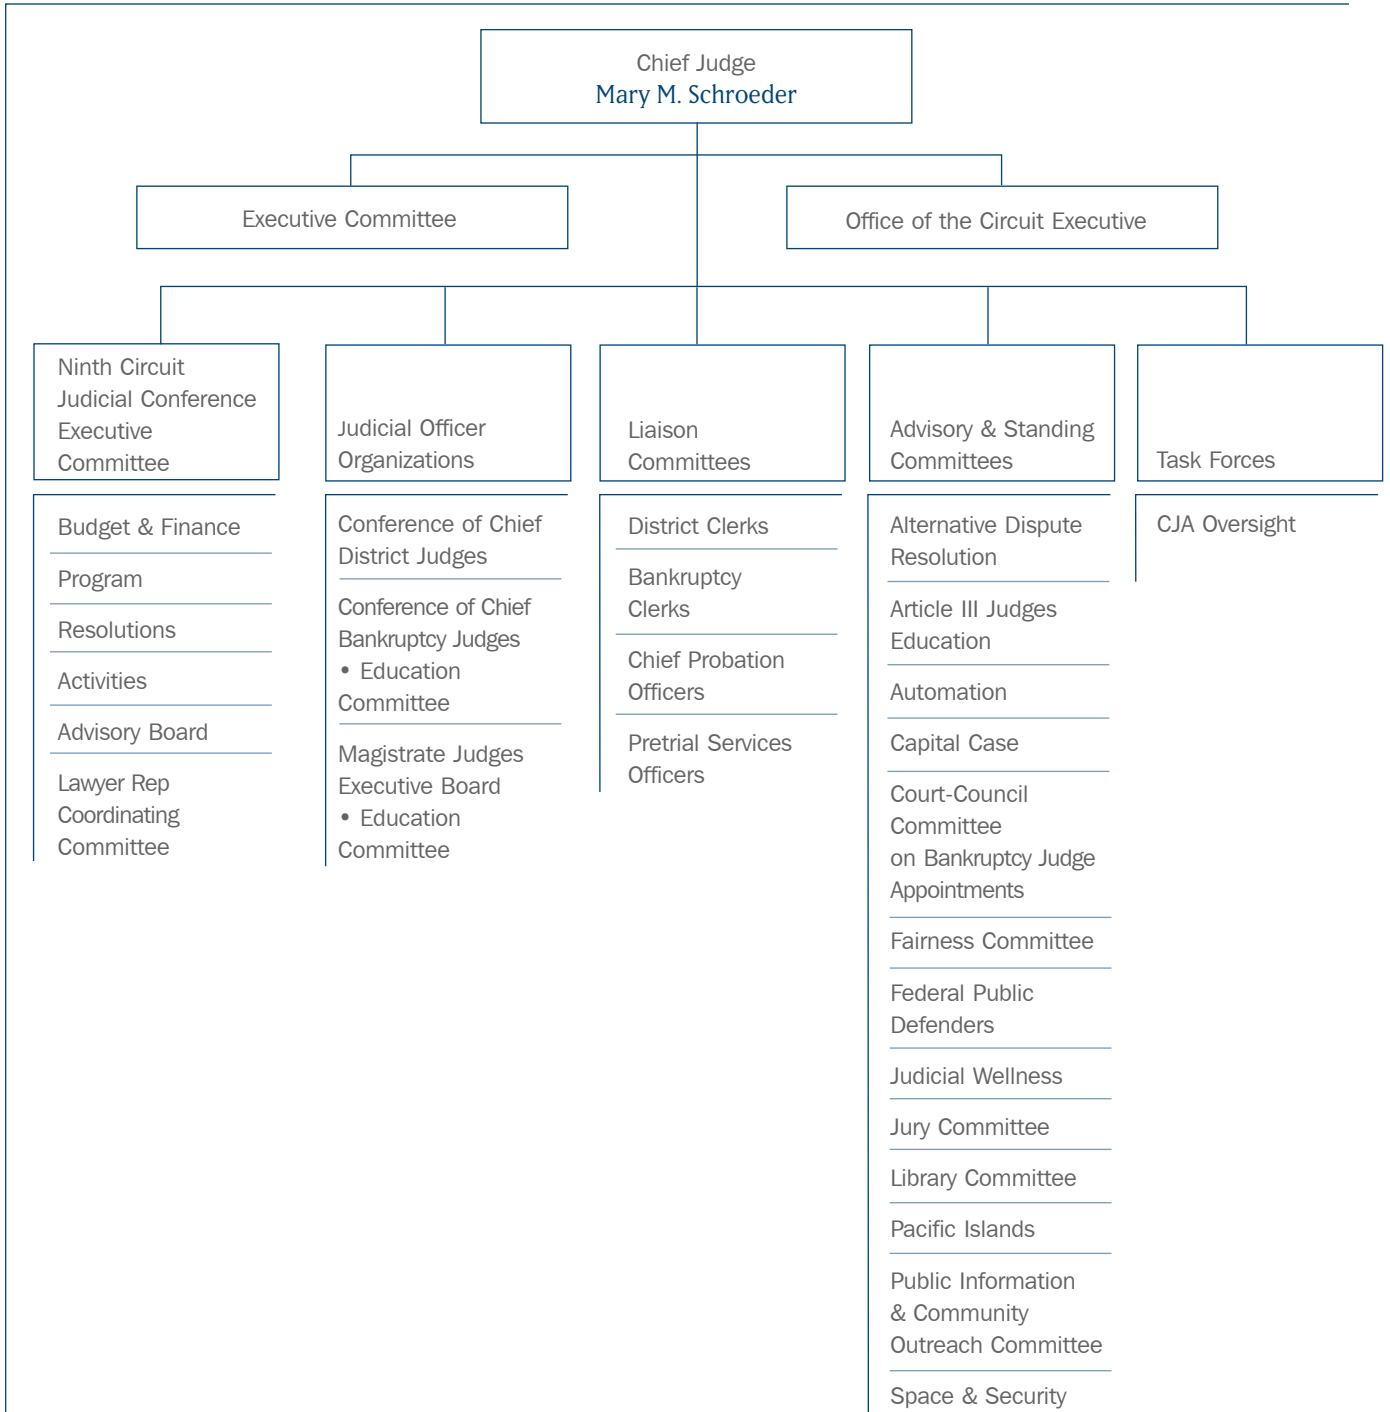 Chief Judge
Mary M. Schroeder
Executive Committee
Office of the Circuit Executive
Ninth Circuit
Judicial Conference
Executive
Committee
Judicial Officer
Organizations
Liaison
Committees
Advisory & Standing
Committees
Task Forces
Budget & Finance
Program
Resolutions
Activities
Advisory Board
Lawyer Rep
Coordinating
Committee
Conference of Chief
District Judges
Conference of Chief
Bankruptcy Judges
• Education
Committee
Magistrate Judges
Executive Board
• Education
Committee
District Clerks
Bankruptcy
Clerks
Chief Probation
Officers
Pretrial Services
Officers
Alternative Dispute
Resolution
Article III Judges
Education
Automation
Capital Case
Court-Council
Committee
on Bankruptcy Judge
Appointments
Fairness Committee
Federal Public
Defenders
Judicial Wellness
Jury Committee
Library Committee
Pacific Islands
Public Information
& Community
Outreach Committee
Space & Security
CJA Oversight